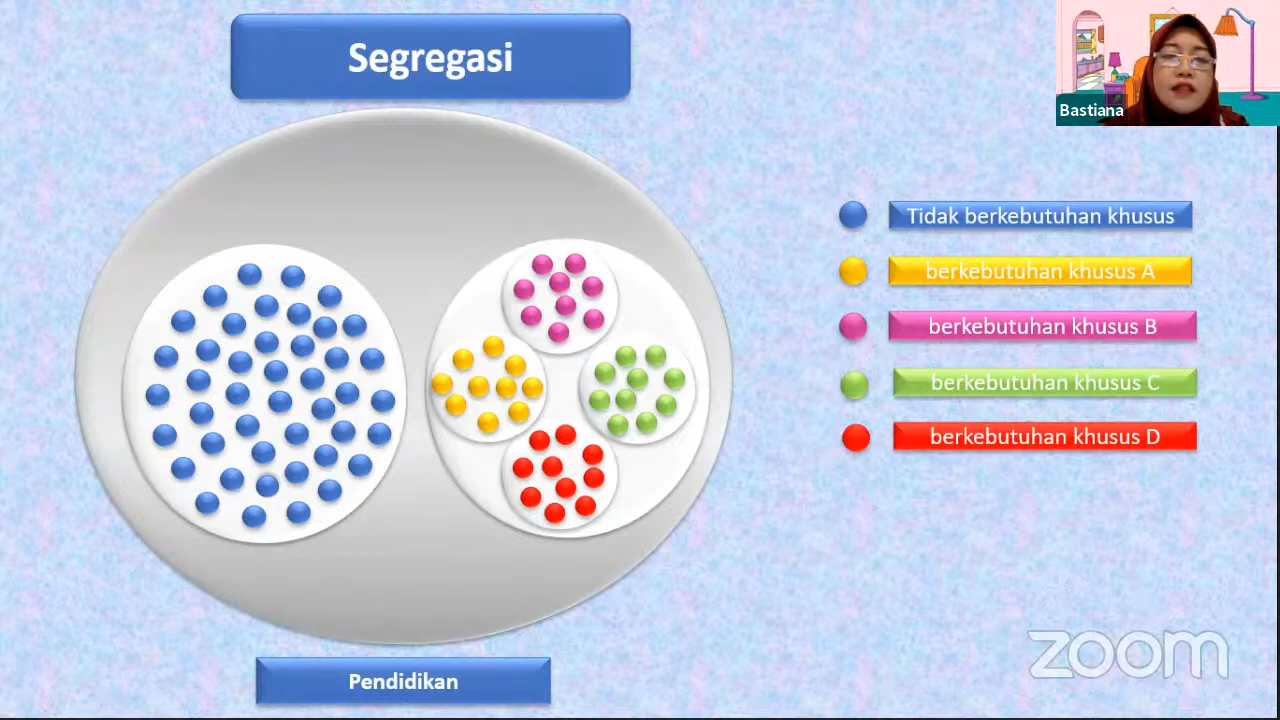 Segregasi
Bastiana
Tidak berkebutuhan khusus
berkebutuhan khusus A
berkebutuhan khusus B
berkebutuhan khusus C
berkebutuhan khusus D
Pendidikan
zoom